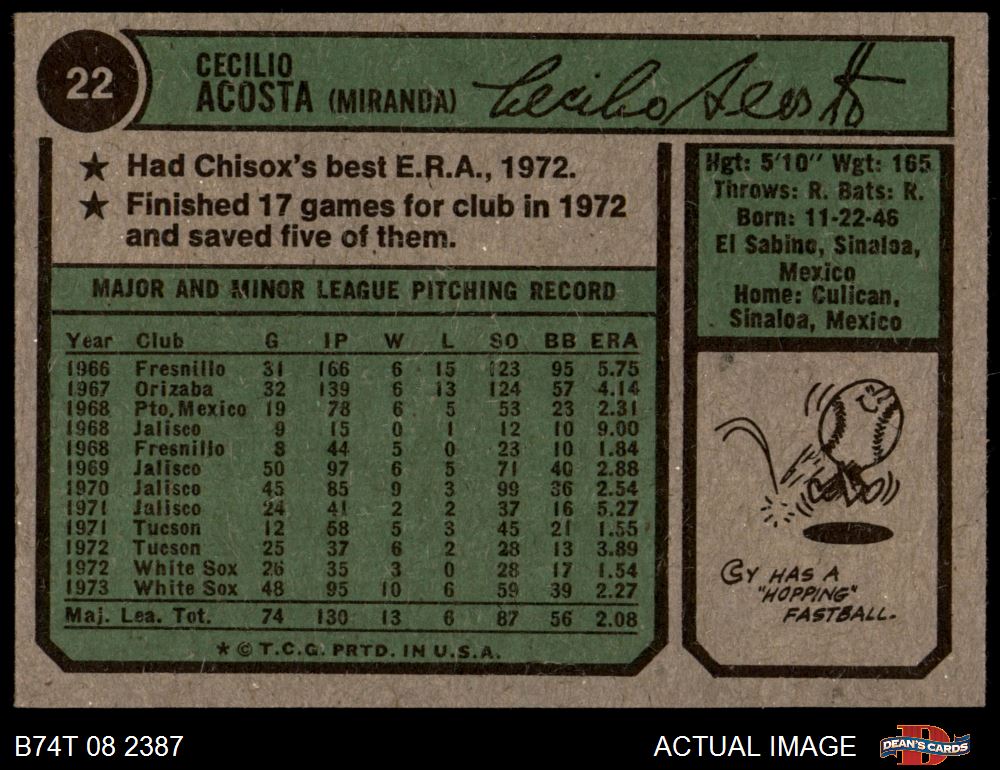 22
CECILIO
ACOSTA (MIRANDA)
Cecilio Acosta
★ Had Chisox's best E.R.A., 1972.
★ Finished 17 games for club in 1972
and saved five of them.
Hgt: 5'10" Wgt: 165
Throws: R. Bats: R.
Born: 11-22-46
El Sabino, Sinaloa,
Mexico
Home: Culican,
Sinaloa, Mexico
MAJOR AND MINOR LEAGUE PITCHING RECORD
Year Club G IP W L SO BB ERA
1966 Fresnillo 31 166 6 15 123 95 5.75
1967 Orizaba 32 139 6 13 124 57 4.14
1968 Pto. Mexico 19 78 6 5 53 23 2.31
1968 Jalisco 9 15 0 1 12 10 9.00
1968 Fresnillo 8 44 5 0 23 10 1.84
1969 Jalisco 50 97 6 5 71 40 2.88
1970 Jalisco 45 85 9 3 99 36 2.54
1971 Jalisco 24 41 2 2 37 16 5.27
1971 Tucson 12 58 5 3 45 21 1.55
1972 Tucson 25 37 6 2 28 13 3.89
1972 White Sox 26 35 3 0 28 17 1.54
1973 White Sox 48 95 10 6 59 39 2.27
Maj. Lea. Tot. 74 130 13 6 87 56 2.08
★ © T.C.G. PRTD. IN U.S.A.
CY HAS A
"HOPPING"
FASTBALL.
B74T 08 2387
ACTUAL IMAGE
D
DEAN'S CARDS